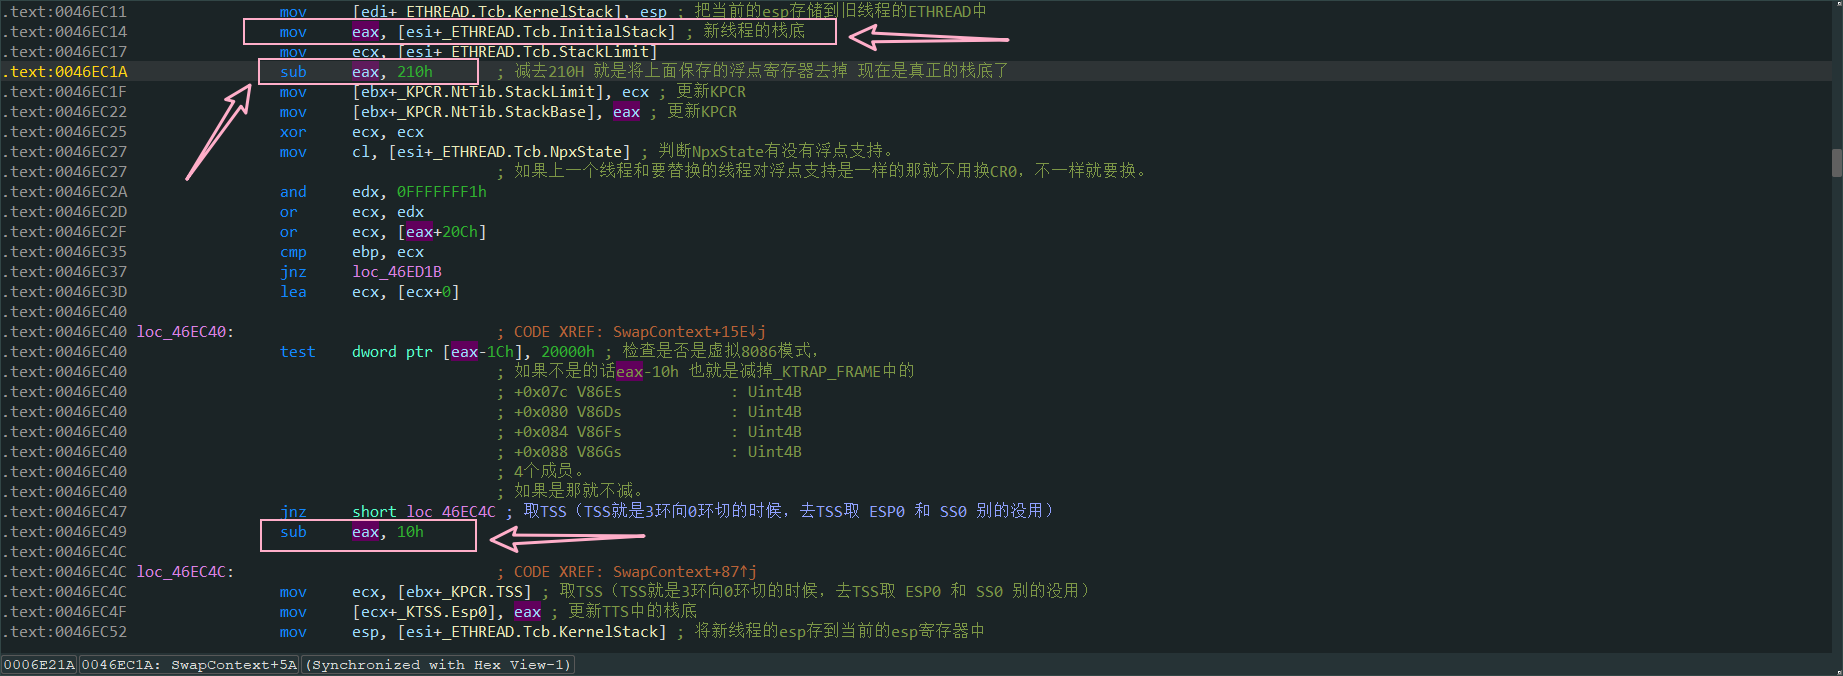 .text:0046EC11 mov [edi+_ETHREAD.Tcb.KernelStack], esp ; 把当前的esp存储到旧线程的ETHREAD中
.text:0046EC14 mov eax, [esi+_ETHREAD.Tcb.InitialStack] ; 新线程的栈底
.text:0046EC17 mov ecx, [esi+_ETHREAD.Tcb.StackLimit]
.text:0046EC1A sub eax, 210h ; 减去210H 就是将上面保存的浮点寄存器去掉 现在是真正的栈底了
.text:0046EC1F mov [ebx+_KPCR.NtTib.StackLimit], ecx ; 更新KPCR
.text:0046EC22 mov [ebx+_KPCR.NtTib.StackBase], eax ; 更新KPCR
.text:0046EC25 xor ecx, ecx
.text:0046EC27 mov cl, [esi+_ETHREAD.Tcb.NpxState] ; 判断NpxState有没有浮点支持。
.text:0046EC27 ; 如果上一个线程和要替换的线程对浮点支持是一样的那就不用换CR0，不一样就要换。
.text:0046EC2A and edx, 0FFFFFFF1h
.text:0046EC2D or ecx, edx
.text:0046EC2F or ecx, [eax+20Ch]
.text:0046EC35 cmp ebp, ecx
.text:0046EC37 jnz loc_46ED1B
.text:0046EC3D lea ecx, [ecx+0]
.text:0046EC40
.text:0046EC40 loc_46EC40: ; CODE XREF: SwapContext+15E↓j
.text:0046EC40 test dword ptr [eax-1Ch], 20000h ; 检查是否是虚拟8086模式，
.text:0046EC40 ; 如果不是的话eax-10h 也就是减掉_KTRAP_FRAME中的
.text:0046EC40 ; +0x07c V86Es : Uint4B
.text:0046EC40 ; +0x080 V86Ds : Uint4B
.text:0046EC40 ; +0x084 V86Fs : Uint4B
.text:0046EC40 ; +0x088 V86Gs : Uint4B
.text:0046EC40 ; 4个成员。
.text:0046EC40 ; 如果是那就不减。
.text:0046EC47 jnz short loc_46EC4C ; 取TSS（TSS就是3环向0环切的时候，去TSS取 ESP0 和 SS0 别的没用）
.text:0046EC49 sub eax, 10h
.text:0046EC4C
.text:0046EC4C loc_46EC4C: ; CODE XREF: SwapContext+87↑j
.text:0046EC4C mov ecx, [ebx+_KPCR.TSS] ; 取TSS（TSS就是3环向0环切的时候，去TSS取 ESP0 和 SS0 别的没用）
.text:0046EC4F mov [ecx+_KTSS.Esp0], eax ; 更新TTS中的栈底
.text:0046EC52 mov esp, [esi+_ETHREAD.Tcb.KernelStack] ; 将新线程的esp存到当前的esp寄存器中
0006E21A 0046EC1A: SwapContext+5A (Synchronized with Hex View-1)